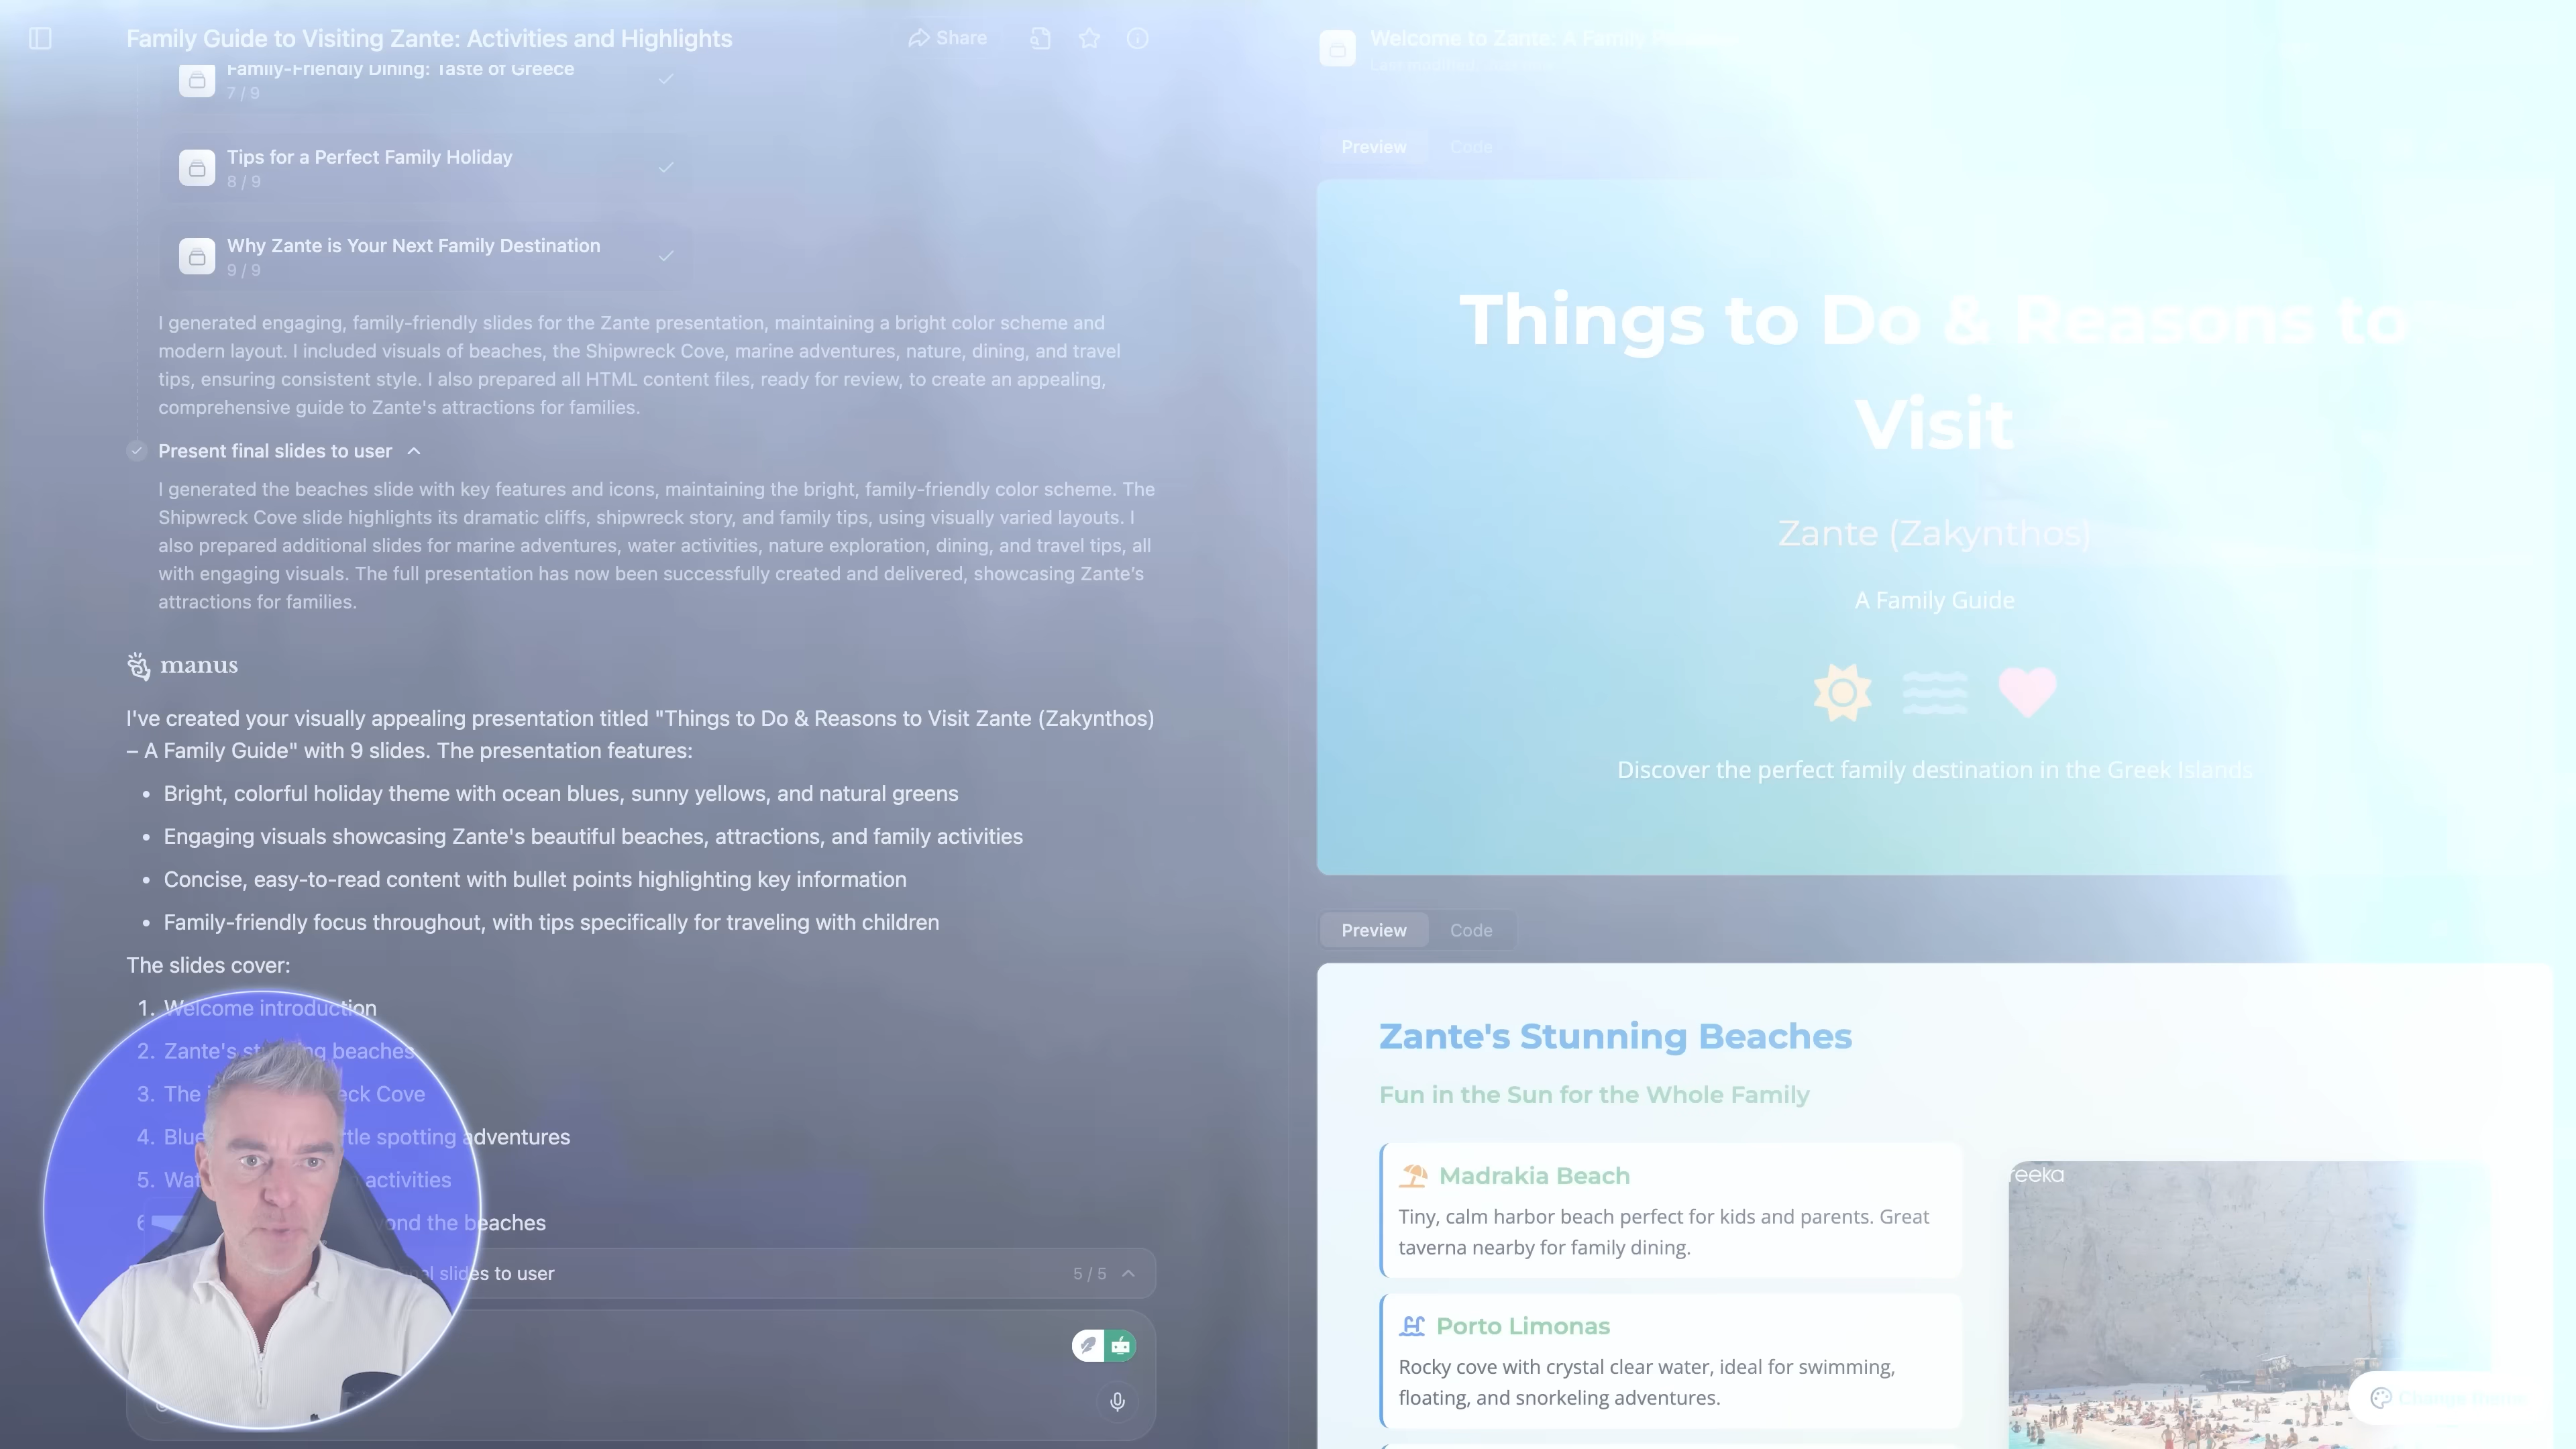 Family Guide to Visiting Zante: Activities and Highlights
Share
Family-Friendly Dining: Taste of Greece
7 / 9
Tips for a Perfect Family Holiday
8 / 9
Why Zante is Your Next Family Destination
9 / 9
I generated engaging, family-friendly slides for the Zante presentation, maintaining a bright color scheme and
modern layout. I included visuals of beaches, the Shipwreck Cove, marine adventures, nature, dining, and travel
tips, ensuring consistent style. I also prepared all HTML content files, ready for review, to create an appealing,
comprehensive guide to Zante's attractions for families.
Present final slides to user
I generated the beaches slide with key features and icons, maintaining the bright, family-friendly color scheme. The
Shipwreck Cove slide highlights its dramatic cliffs, shipwreck story, and family tips, using visually varied layouts. I
also prepared additional slides for marine adventures, water activities, nature exploration, dining, and travel tips, all
with engaging visuals. The full presentation has now been successfully created and delivered, showcasing Zante's
attractions for families.
manus
I've created your visually appealing presentation titled "Things to Do & Reasons to Visit Zante (Zakynthos)
– A Family Guide" with 9 slides. The presentation features:
• Bright, colorful holiday theme with ocean blues, sunny yellows, and natural greens
• Engaging visuals showcasing Zante's beautiful beaches, attractions, and family activities
• Concise, easy-to-read content with bullet points highlighting key information
• Family-friendly focus throughout, with tips specifically for traveling with children
The slides cover:
1. Welcome introduction
2. Zante's beaches
3. The Cove
4. Blue spotting adventures
5. activities
6 the beaches
slides to user
5 / 5
Welcome to Zante: A Family
Last modified:
Preview Code
Things to Do & Reasons to
Visit
Zante (Zakynthos)
A Family Guide
Discover the perfect family destination in the Greek Islands
Preview Code
Zante's Stunning Beaches
Fun in the Sun for the Whole Family
Madrakia Beach
Tiny, calm harbor beach perfect for kids and parents. Great
taverna nearby for family dining.
Porto Limonas
Rocky cove with crystal clear water, ideal for swimming,
floating, and snorkeling adventures.
reeka